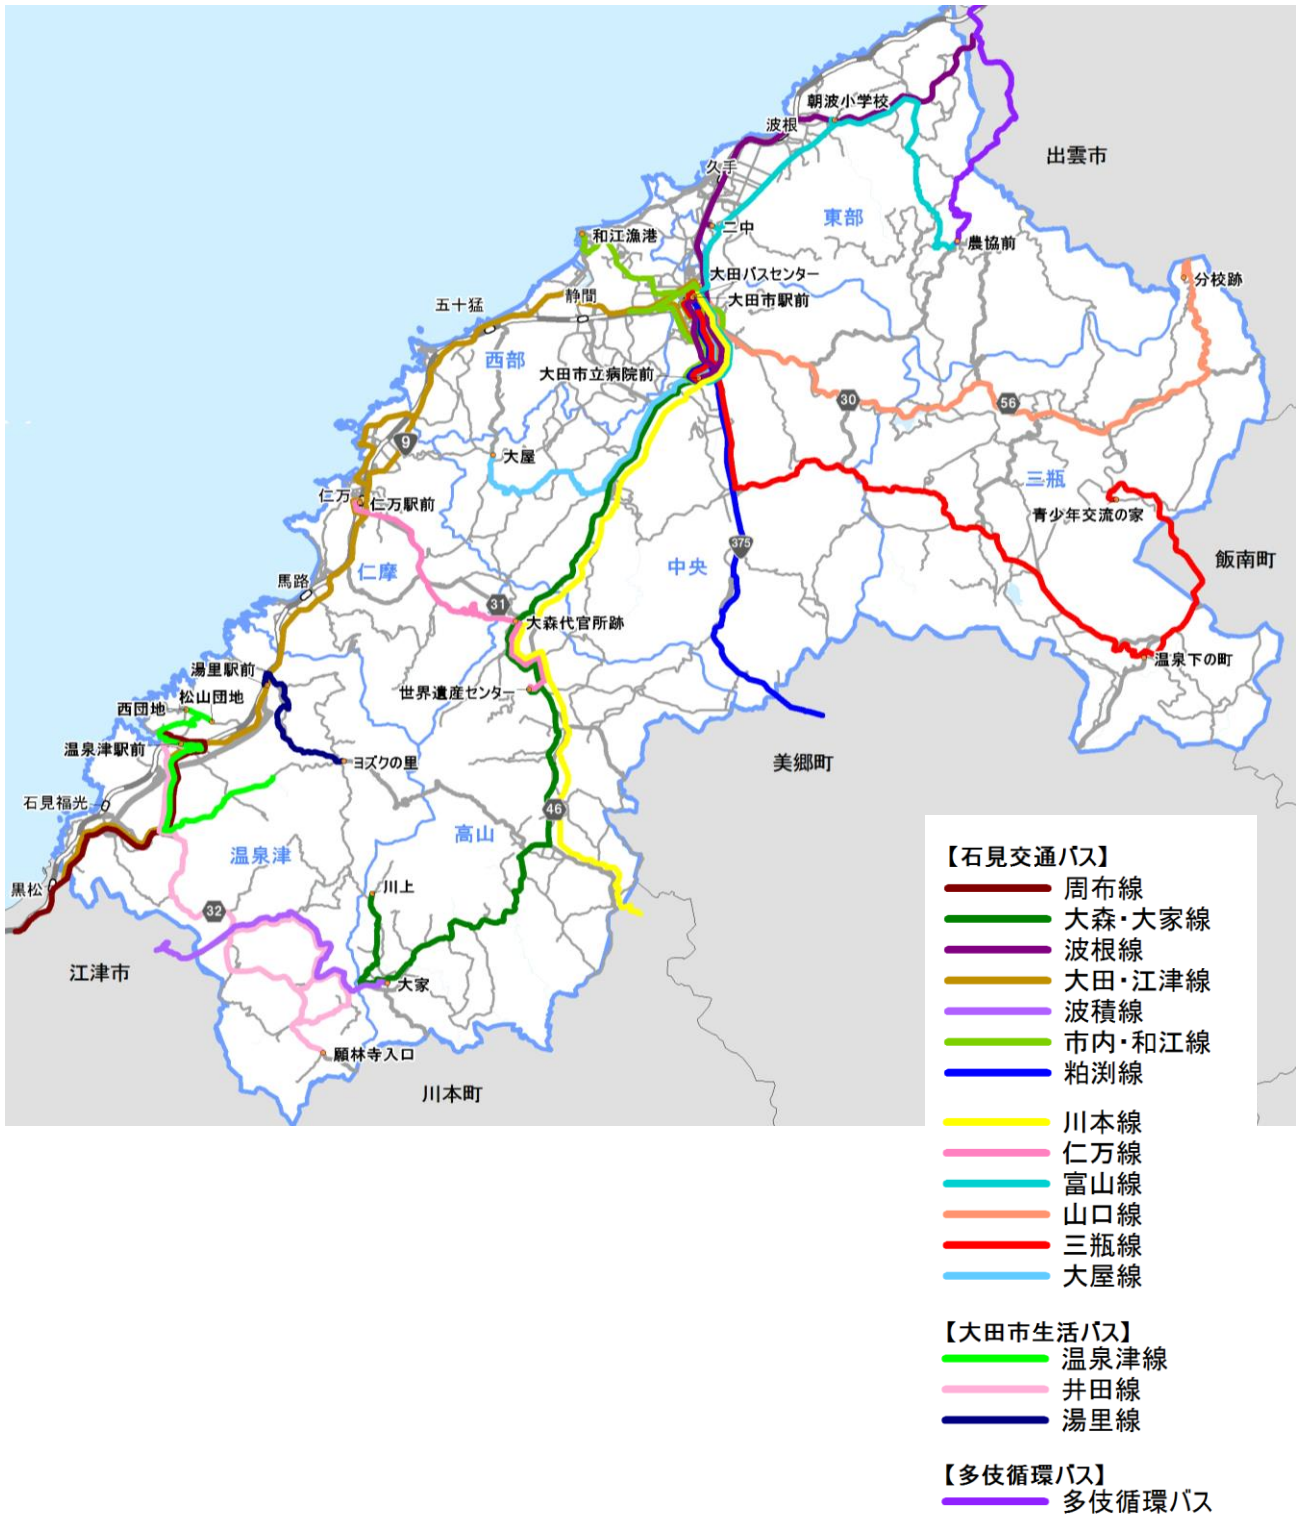 朝波小学校
波根
出雲市
久手
東部
二中
和江漁港
農協前
大田バスセンター
分校跡
静間
大田市駅前
五十猛
西部
大田市立病院前
30
56
9
大屋
三瓶
仁万
仁万駅前
青少年交流の家
375
飯南町
中央
仁摩
馬路
31
大森代官所跡
湯里駅前
温泉下の町
世界遺産センター
松山団地
西団地
温泉津駅前
ヨズクの里
美郷町
石見福光
46
高山
温泉津
黒松
川上
32
江津市
大家
願林寺入口
川本町
【石見交通バス】
周布線
大森・大家線
波根線
大田・江津線
波積線
市内・和江線
粕渕線
川本線
仁万線
富山線
山口線
三瓶線
大屋線
【大田市生活バス】
温泉津線
井田線
湯里線
【多伎循環バス】
多伎循環バス